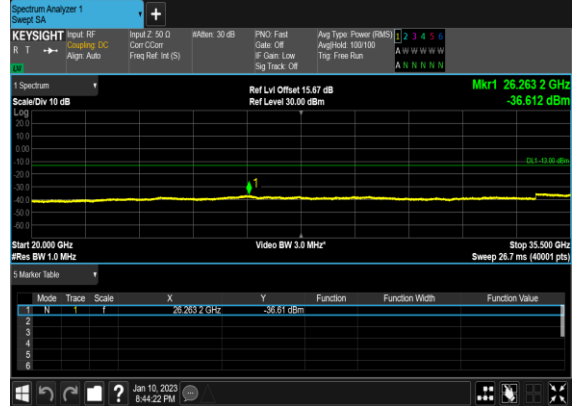 Spectrum Analyzer 1
Swept SA
+
KEYSIGHT
R T
Input: RF
Coupling: DC
Align: Auto
Input Z: 50 Ω
Corr CCorr
Freq Ref: Int (S)
#Atten: 30 dB
PNO: Fast
Gate: Off
IF Gain: Low
Sig Track: Off
Avg Type: Power (RMS)
Avg|Hold: 100/100
Trig: Free Run
1 2 3 4 5 6
A W W W W W
A N N N N N
1 Spectrum
Scale/Div 10 dB
Ref Lvl Offset 15.67 dB
Ref Level 30.00 dBm
Mkr1 26.263 2 GHz
-36.612 dBm
Log
20.0
10.0
0.00
-10.0
DL1 -13.00 dBm
-20.0
-30.0
1
-40.0
-50.0
-60.0
Start 20.000 GHz
#Res BW 1.0 MHz
Video BW 3.0 MHz*
Stop 35.500 GHz
Sweep 26.7 ms (40001 pts)
5 Marker Table
Mode Trace Scale X Y Function Function Width Function Value
1 N 1 f 26.263 2 GHz -36.61 dBm
2
3
4
5
6
?
Jan 10, 2023
8:44:22 PM